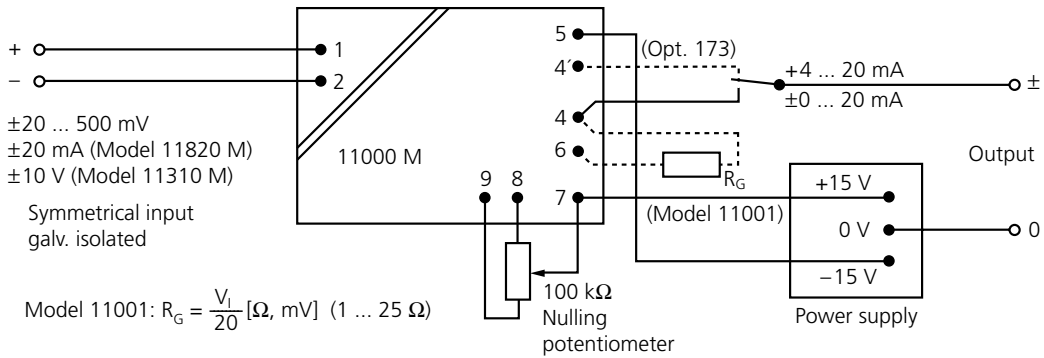 +
−
1
2
±20 ... 500 mV
±20 mA (Model 11820 M)
±10 V (Model 11310 M)
Symmetrical input
galv. isolated
11000 M
5
4´
4
6
9 8
7
(Opt. 173)
+4 ... 20 mA
±0 ... 20 mA
±
Output
R_G
(Model 11001)
+15 V
0 V
0
−15 V
Power supply
100 kΩ
Nulling
potentiometer
Model 11001: R_G = V_I/20 [Ω, mV] (1 ... 25 Ω)